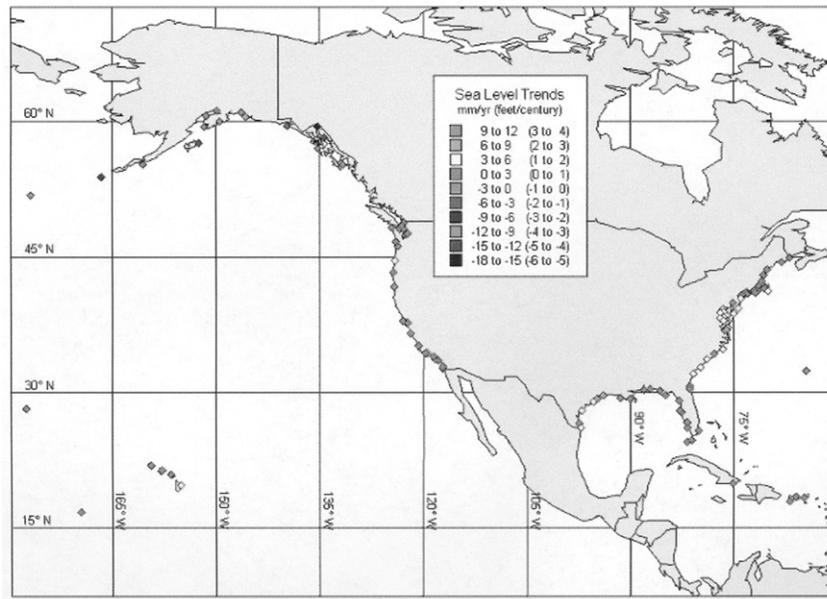 Sea Level Trends
mm/yr (feet/century)
9 to 12 (3 to 4)
6 to 9 (2 to 3)
3 to 6 (1 to 2)
0 to 3 (0 to 1)
-3 to 0 (-1 to 0)
-6 to -3 (-2 to -1)
-9 to -6 (-3 to -2)
-12 to -9 (-4 to -3)
-15 to -12 (-5 to -4)
-18 to -15 (-6 to -5)
60° N
45° N
30° N
15° N
165° W
150° W
135° W
120° W
105° W
90° W
75° W